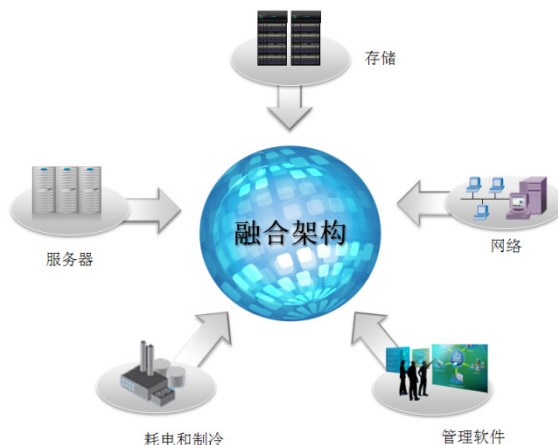 存储
融合架构
服务器
网络
耗电和制冷
管理软件